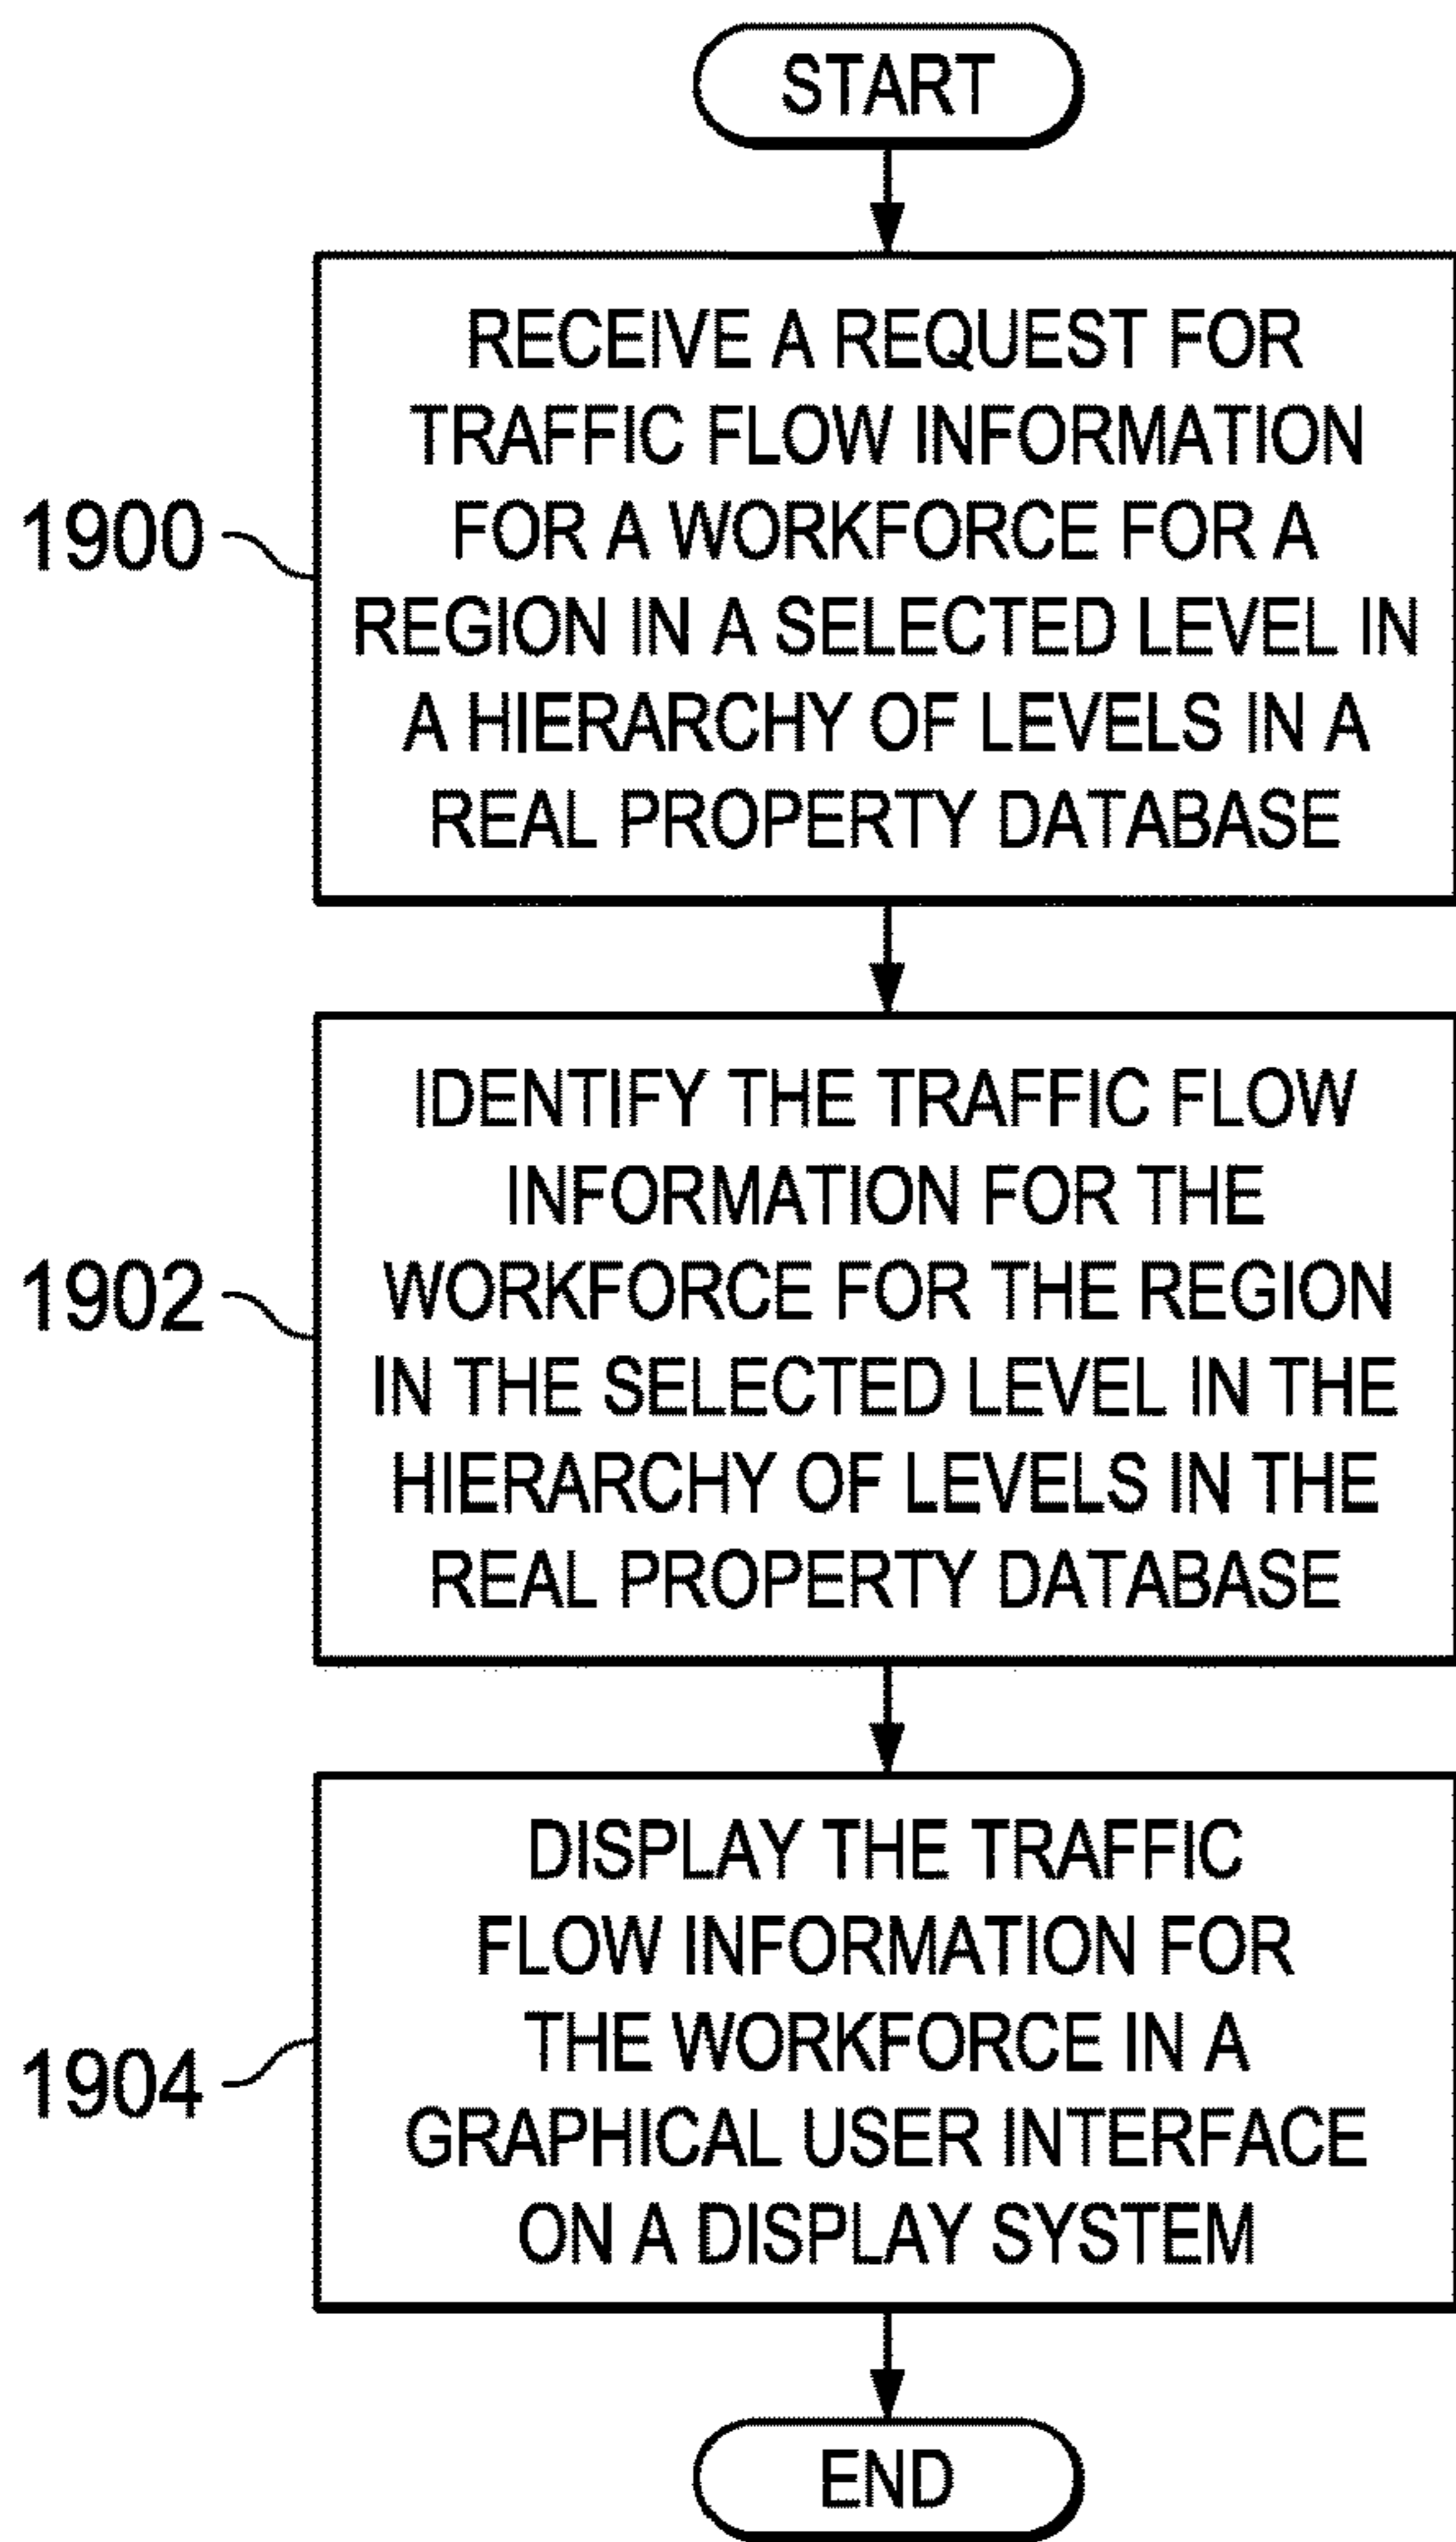 START
RECEIVE A REQUEST FOR
TRAFFIC FLOW INFORMATION
FOR A WORKFORCE FOR A
REGION IN A SELECTED LEVEL IN
A HIERARCHY OF LEVELS IN A
REAL PROPERTY DATABASE
1900
IDENTIFY THE TRAFFIC FLOW
INFORMATION FOR THE
WORKFORCE FOR THE REGION
IN THE SELECTED LEVEL IN THE
HIERARCHY OF LEVELS IN THE
REAL PROPERTY DATABASE
1902
DISPLAY THE TRAFFIC
FLOW INFORMATION FOR
THE WORKFORCE IN A
GRAPHICAL USER INTERFACE
ON A DISPLAY SYSTEM
1904
END